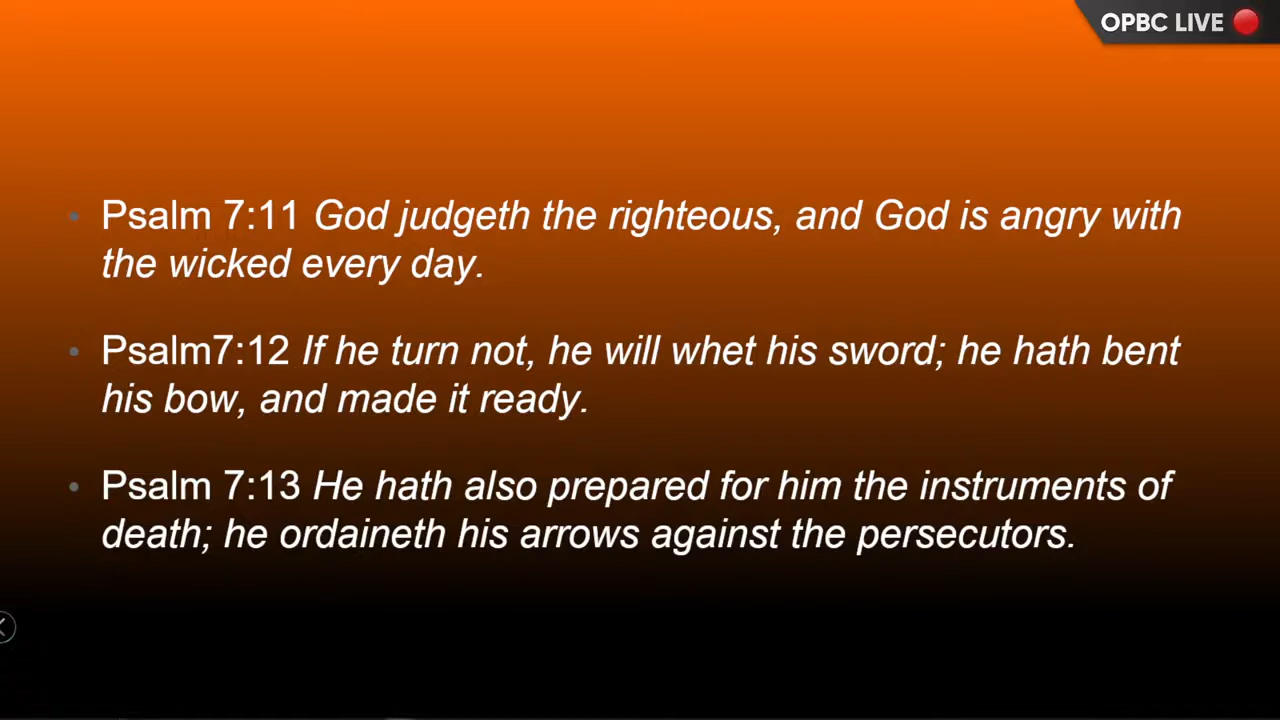 OPBC LIVE
Psalm 7:11 God judgeth the righteous, and God is angry with
the wicked every day.
Psalm7:12 If he turn not, he will whet his sword; he hath bent
his bow, and made it ready.
Psalm 7:13 He hath also prepared for him the instruments of
death; he ordaineth his arrows against the persecutors.